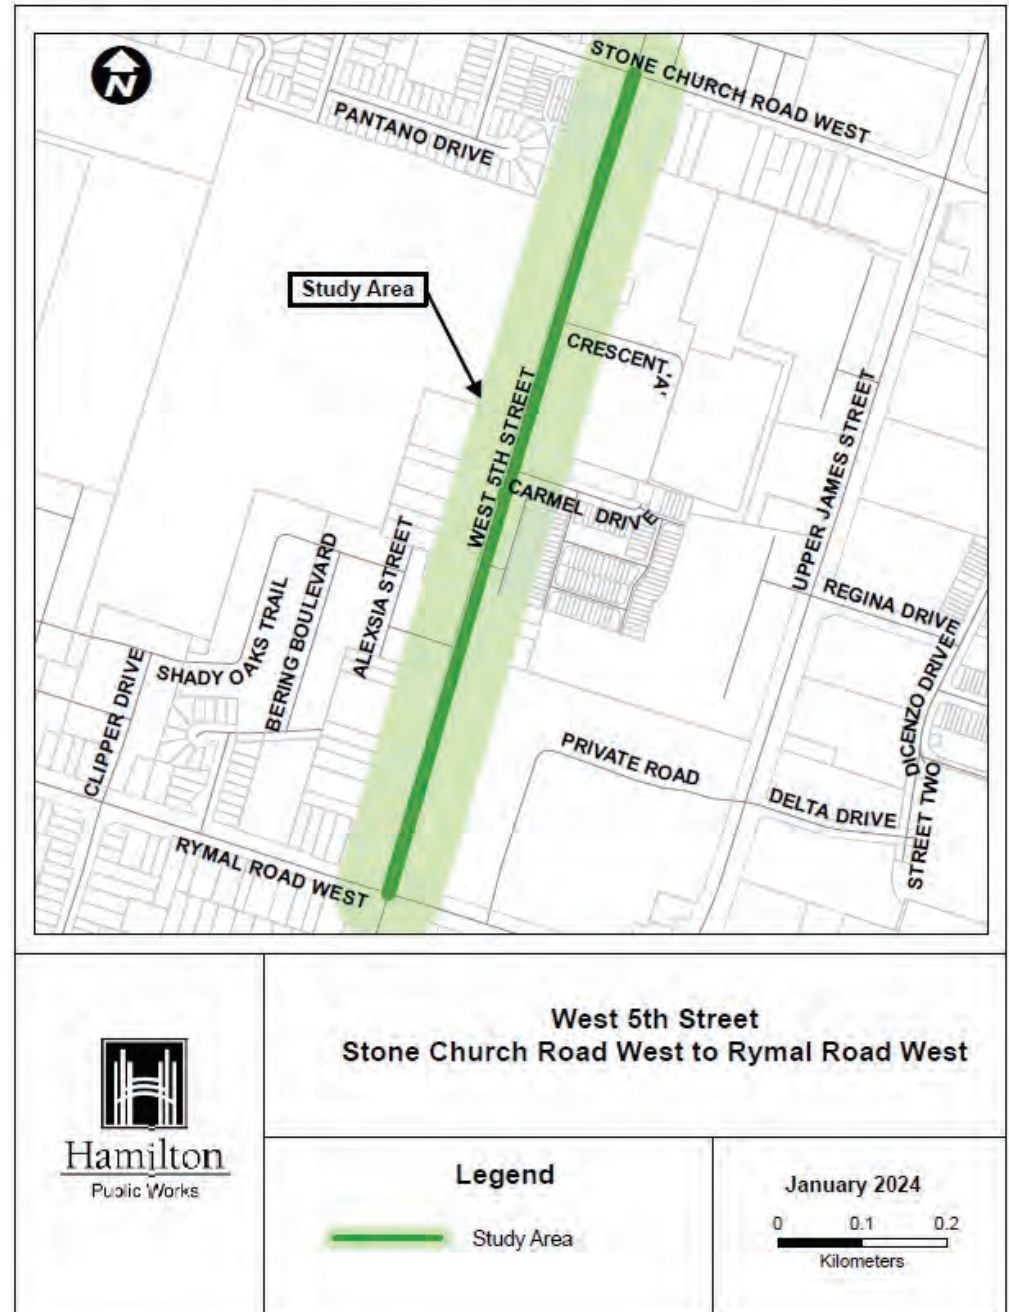 N
STONE CHURCH ROAD WEST
PANTANO DRIVE
Study Area
CRESCENT 'A'
WEST 5TH STREET
UPPER JAMES STREET
CARMEL DRIVE
ALEXSIA STREET
BERING BOULEVARD
SHADY OAKS TRAIL
CLIPPER DRIVE
REGINA DRIVE
DICENZO DRIVE
PRIVATE ROAD
DELTA DRIVE
STREET TWO
RYMAL ROAD WEST
West 5th Street
Stone Church Road West to Rymal Road West
Hamilton
Public Works
Legend
Study Area
January 2024
0 0.1 0.2
Kilometers